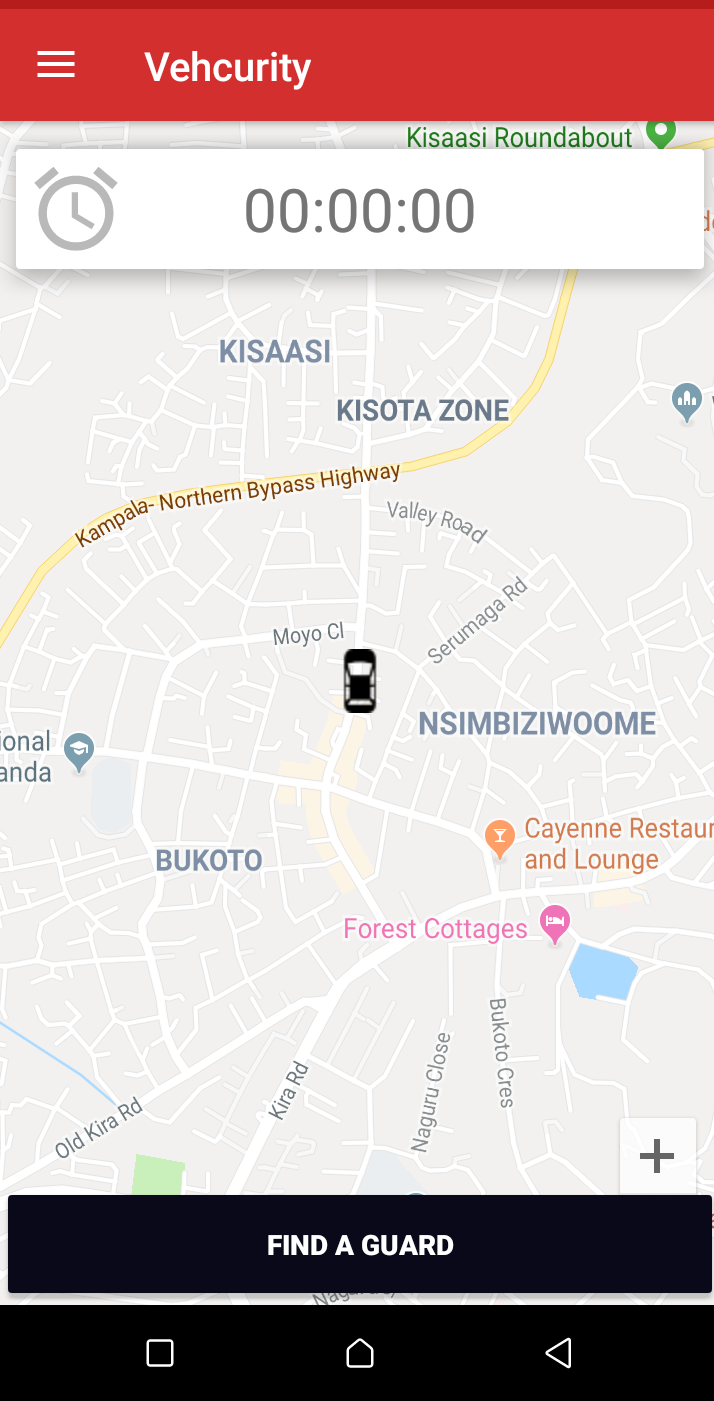 Vehcurity
Kisaasi Roundabout
00:00:00
KISAASI
KISOTA ZONE
Kampala- Northern Bypass Highway
Valley Road
Serumaga Rd
Moyo Cl
NSIMBIZIWOOME
ional
anda
Cayenne Restaur
and Lounge
BUKOTO
Forest Cottages
Bukoto Cres
Naguru Close
Kira Rd
Old Kira Rd
FIND A GUARD